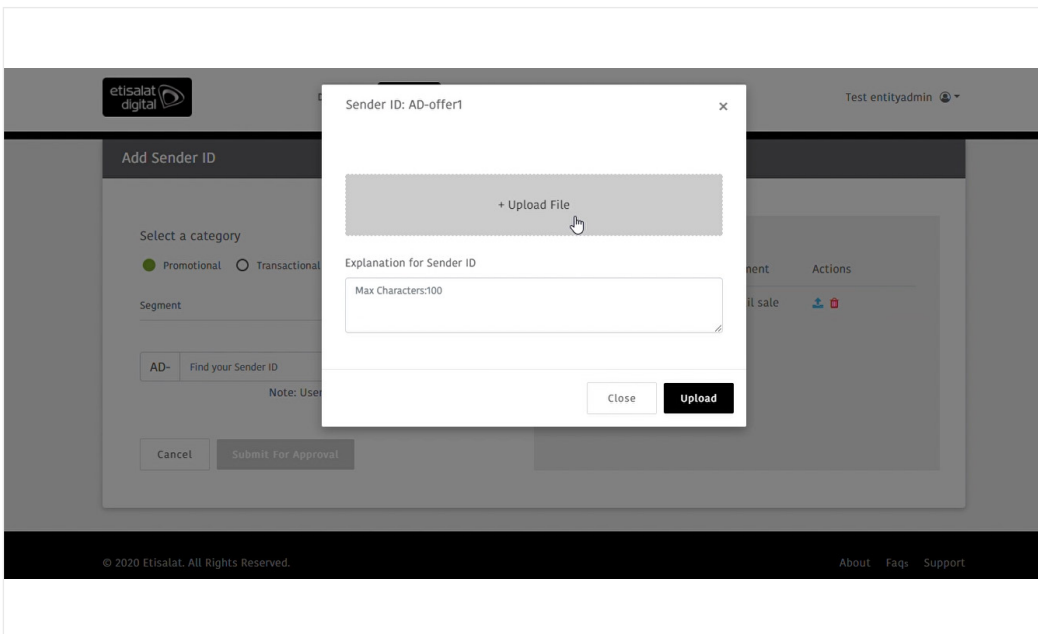 etisalat
digital
Test entityadmin
Sender ID: AD-offer1
×
Add Sender ID
+ Upload File
Select a category
Promotional
Transactional
Explanation for Sender ID
Actions
Max Characters:100
Segment
sale
AD-
Find your Sender ID
Note: User
Close
Upload
Cancel
Submit For Approval
© 2020 Etisalat. All Rights Reserved.
About
Faqs
Support